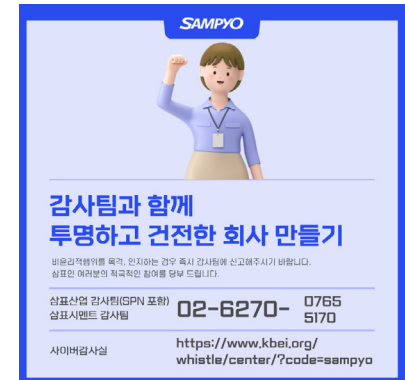 SAMPYO
감사팀과 함께
투명하고 건전한 회사 만들기
비윤리적행위를 목격, 인지하는 경우 즉시 감사팀에 신고해주시기 바랍니다.
삼표인 여러분의 적극적인 참여를 당부 드립니다.
삼표산업 감사팀(SPN 포함) 02-6270- 0765
삼표시멘트 감사팀 5170
사이버감사실 https://www.kbei.org/
whistle/center/?code=sampyo